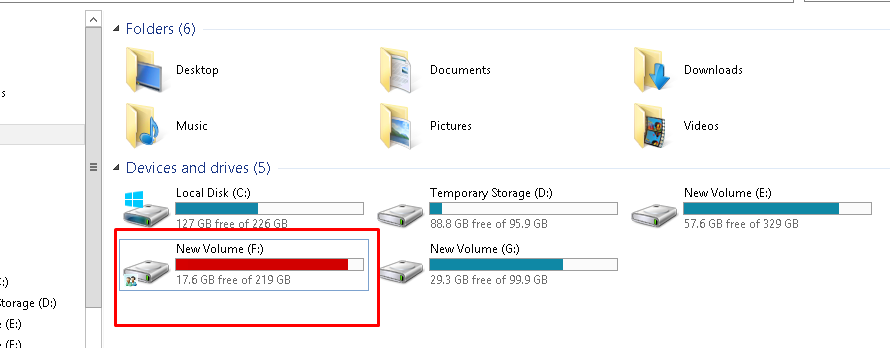 Folders (6)
Desktop
Documents
Downloads
s
Music
Pictures
Videos
Devices and drives (5)
Local Disk (C:)
127 GB free of 226 GB
Temporary Storage (D:)
88.8 GB free of 95.9 GB
New Volume (E:)
57.6 GB free of 329 GB
New Volume (F:)
17.6 GB free of 219 GB
New Volume (G:)
29.3 GB free of 99.9 GB
:)
torage (D:)
(E:)